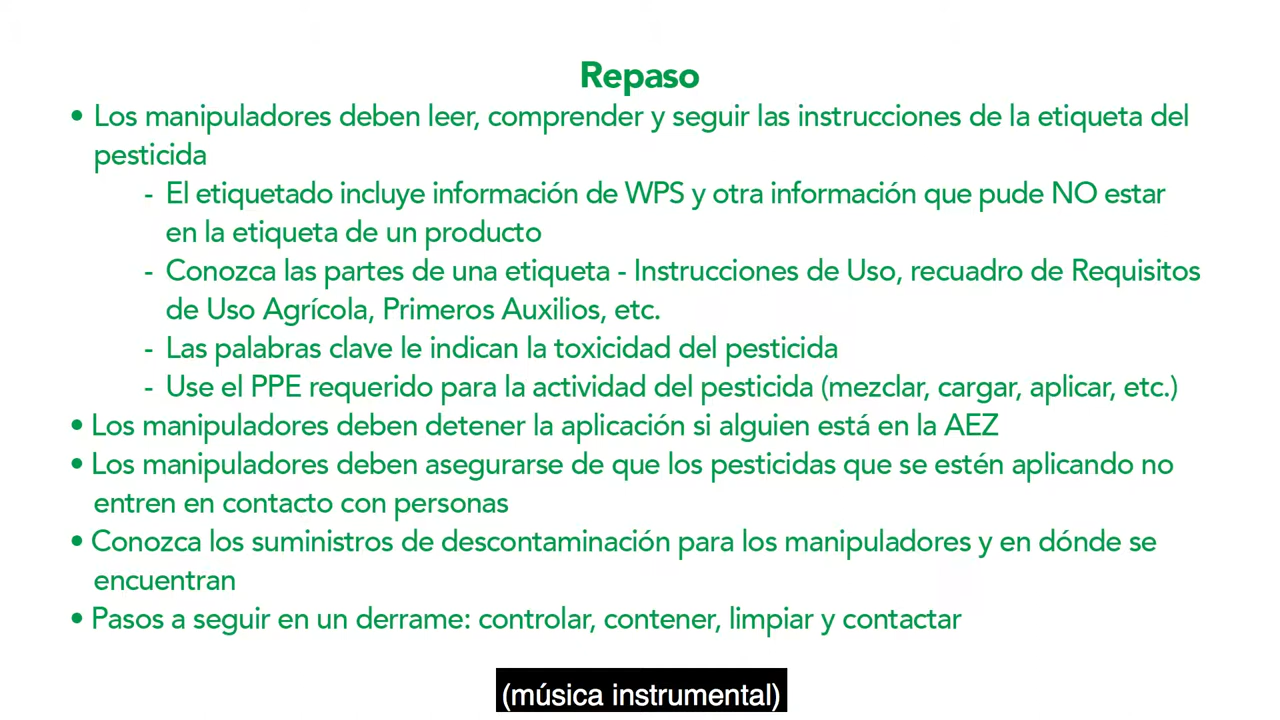 Repaso
• Los manipuladores deben leer, comprender y seguir las instrucciones de la etiqueta del
pesticida
- El etiquetado incluye información de WPS y otra información que pude NO estar
en la etiqueta de un producto
- Conozca las partes de una etiqueta - Instrucciones de Uso, recuadro de Requisitos
de Uso Agrícola, Primeros Auxilios, etc.
- Las palabras clave le indican la toxicidad del pesticida
- Use el PPE requerido para la actividad del pesticida (mezclar, cargar, aplicar, etc.)
• Los manipuladores deben detener la aplicación si alguien está en la AEZ
• Los manipuladores deben asegurarse de que los pesticidas que se estén aplicando no
entren en contacto con personas
• Conozca los suministros de descontaminación para los manipuladores y en dónde se
encuentran
• Pasos a seguir en un derrame: controlar, contener, limpiar y contactar
(música instrumental)